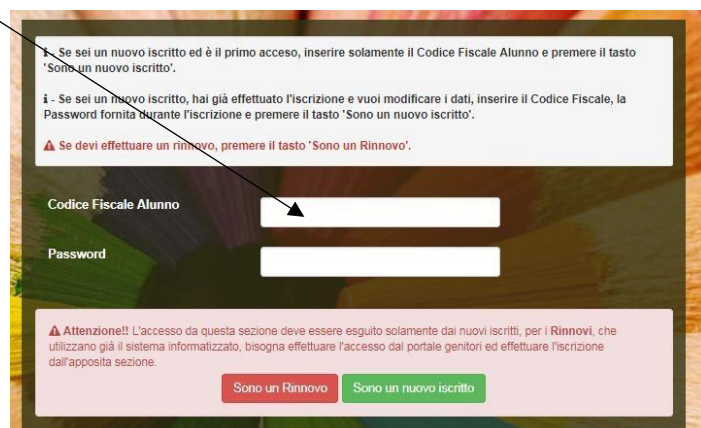 i - Se sei un nuovo iscritto ed è il primo accesso, inserire solamente il Codice Fiscale Alunno e premere il tasto
'Sono un nuovo iscritto'.
i - Se sei un nuovo iscritto, hai già effettuato l'iscrizione e vuoi modificare i dati, inserire il Codice Fiscale, la
Password fornita durante l'iscrizione e premere il tasto 'Sono un nuovo iscritto'.
Se devi effettuare un rinnovo, premere il tasto 'Sono un Rinnovo'.
Codice Fiscale Alunno
Password
Attenzione!! L'accesso da questa sezione deve essere esguito solamente dai nuovi iscritti, per i Rinnovi, che
utilizzano già il sistema informatizzato, bisogna effettuare l'accesso dal portale genitori ed effettuare l'iscrizione
dall'apposita sezione.
Sono un Rinnovo Sono un nuovo iscritto